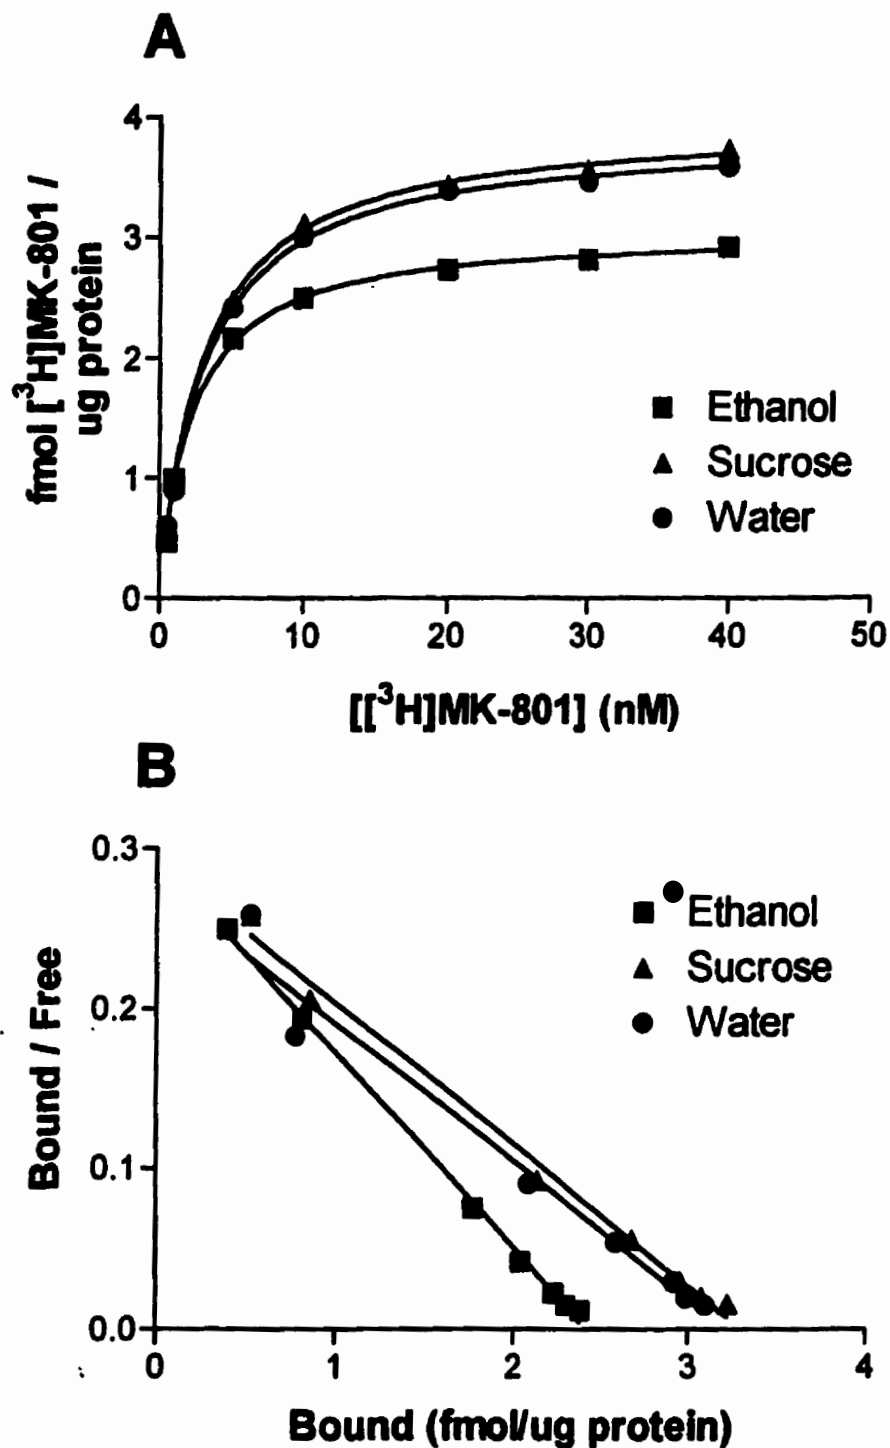 A
4
3
2
1
0
fmol [³H]MK-801 /
ug protein
Ethanol
Sucrose
Water
0 10 20 30 40 50
[[³H]MK-801] (nM)
B
0.3
0.2
0.1
0.0
Bound / Free
Ethanol
Sucrose
Water
0 1 2 3 4
Bound (fmol/ug protein)